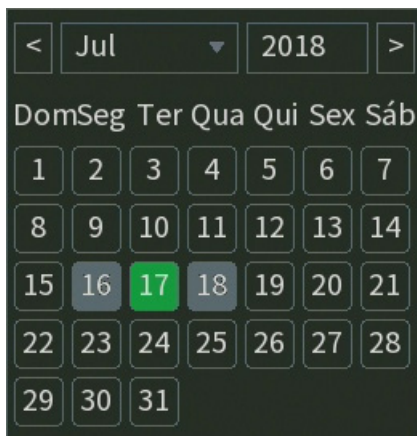 < Jul 2018 >
Dom Seg Ter Qua Qui Sex Sáb
1 2 3 4 5 6 7
8 9 10 11 12 13 14
15 16 17 18 19 20 21
22 23 24 25 26 27 28
29 30 31